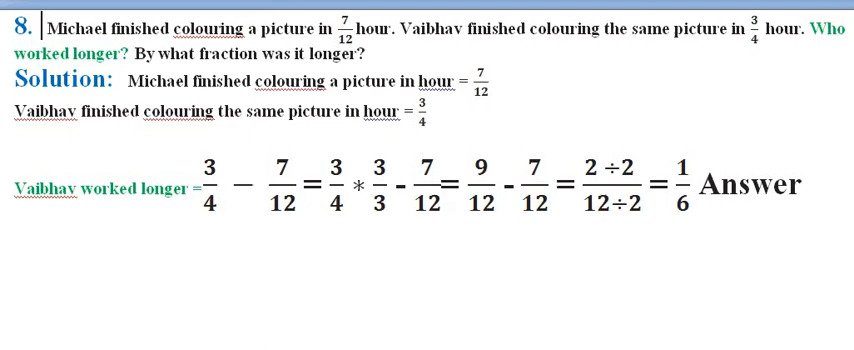 8. Michael finished colouring a picture in 7/12 hour. Vaibhav finished colouring the same picture in 3/4 hour. Who
worked longer? By what fraction was it longer?
Solution: Michael finished colouring a picture in hour = 7/12
Vaibhav finished colouring the same picture in hour = 3/4
Vaibhav worked longer = 3/4 − 7/12 = 3/4 * 3/3 - 7/12 = 9/12 - 7/12 = 2÷2/12÷2 = 1/6 Answer